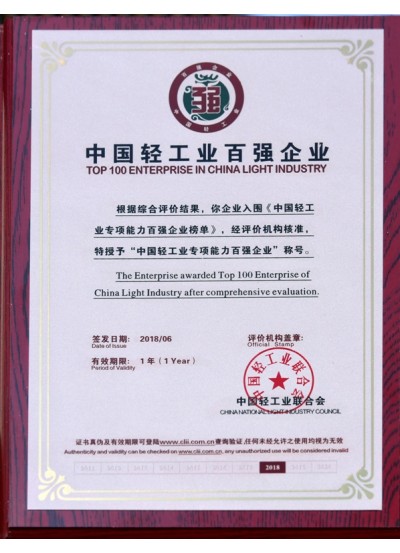 中国轻工业百强企业
TOP 100 ENTERPRISE IN CHINA LIGHT INDUSTRY
根据综合评价结果，你企业入围《中国轻工
业专项能力百强企业榜单》，经评价机构核准，
特授予“中国轻工业专项能力百强企业”称号。
The Enterprise awarded Top 100 Enterprise of
China Light Industry after comprehensive evaluation.
签发日期: 2018/06
Date of Issue
有效期限: 1年（1 Year）
Period of Validity
评价机构盖章:
Official Stamp
中国轻工业联合会
中国轻工业联合会
CHINA NATIONAL LIGHT INDUSTRY COUNCIL
证书真伪及有效期限可登陆www.clii.com.cn查询验证,任何未经允许之使用均视为无效
Authenticity and validity can be checked on www.clii.com.cn, any unauthorized use will be considered invalid
2018